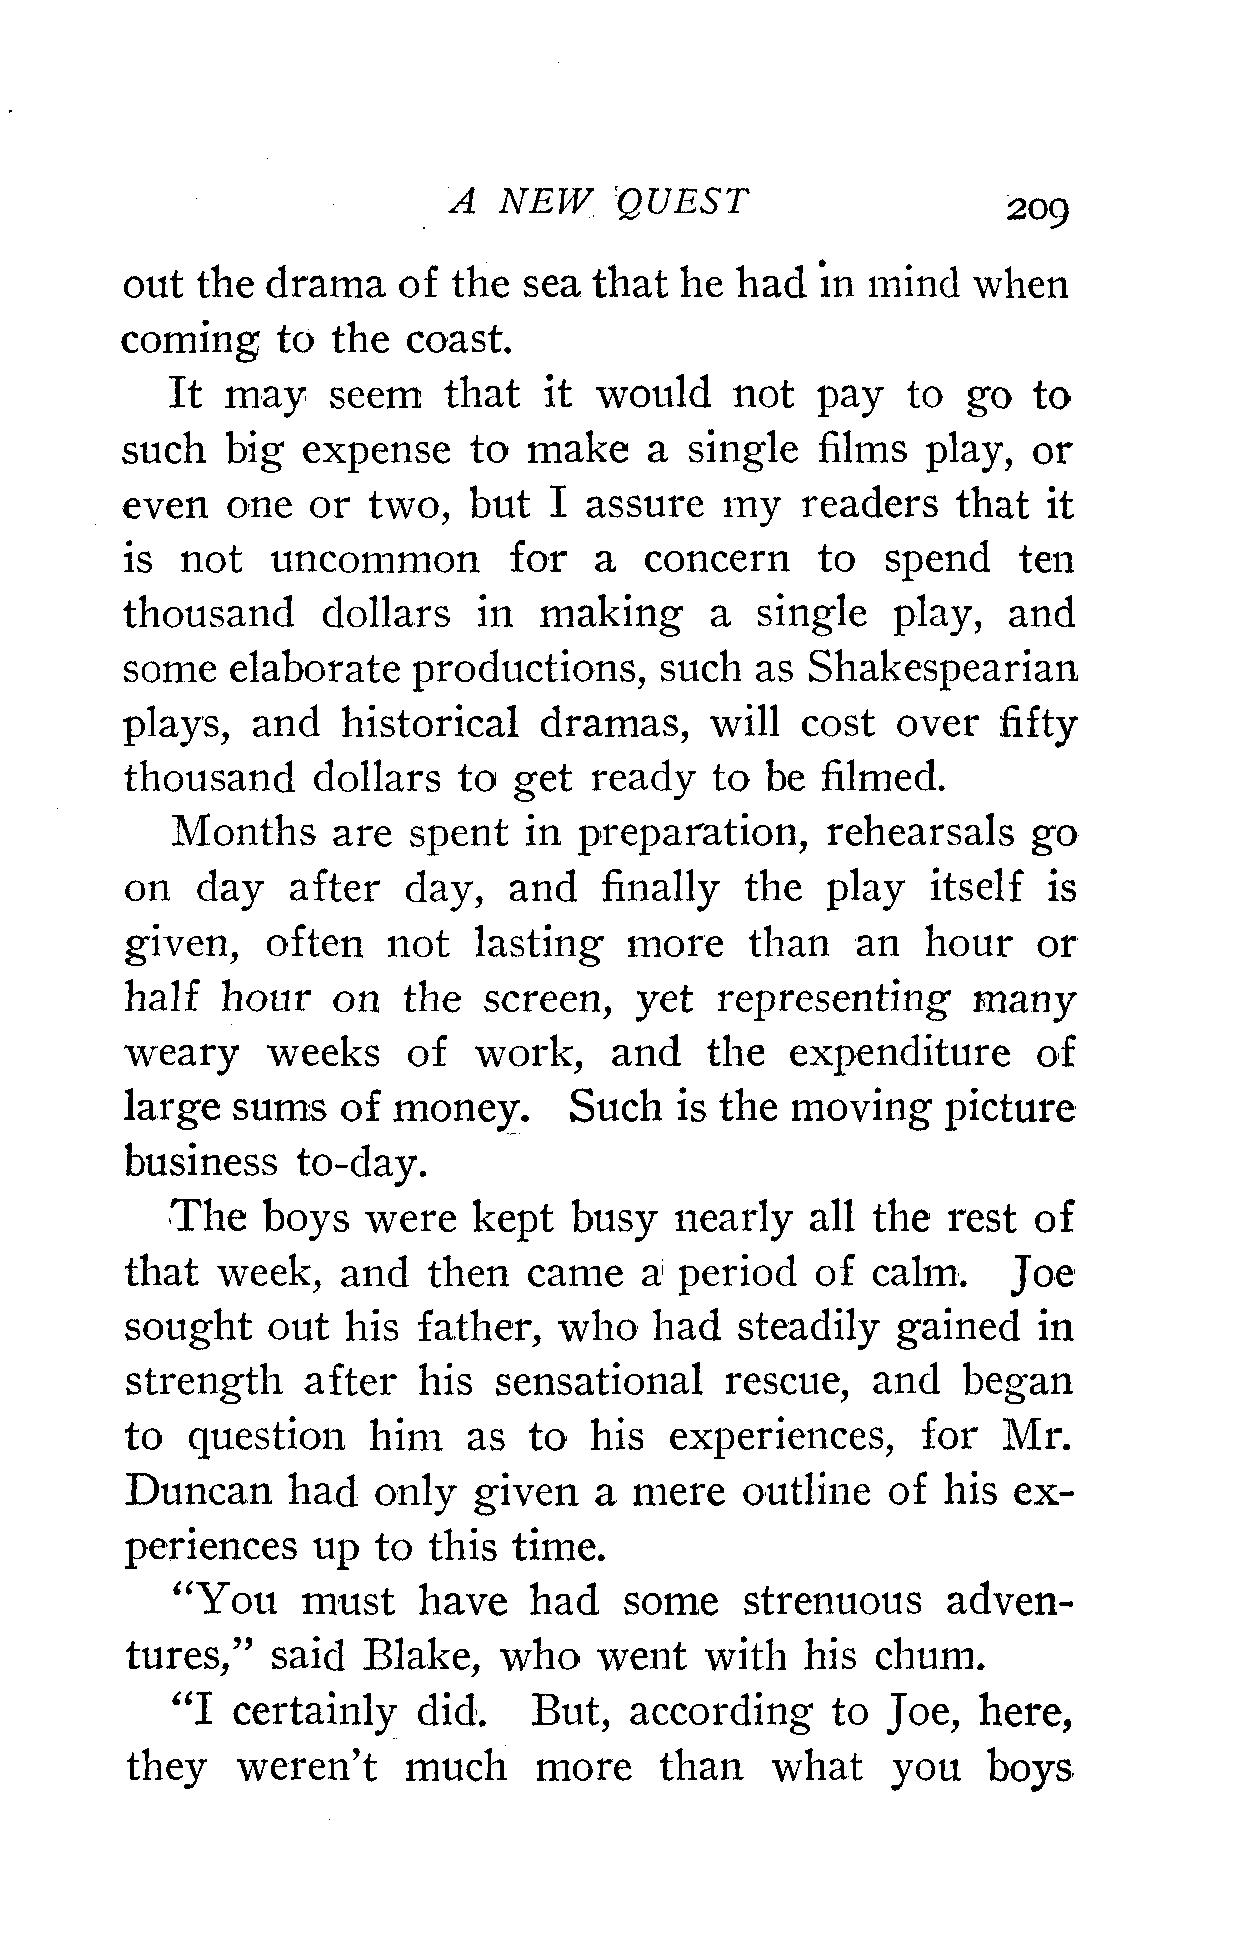 A NEW QUEST 209
out the drama of the sea that he had in mind when
coming to the coast.
It may seem that it would not pay to go to
such big expense to make a single films play, or
even one or two, but I assure my readers that it
is not uncommon for a concern to spend ten
thousand dollars in making a single play, and
some elaborate productions, such as Shakespearian
plays, and historical dramas, will cost over fifty
thousand dollars to get ready to be filmed.
Months are spent in preparation, rehearsals go
on day after day, and finally the play itself is
given, often not lasting more than an hour or
half hour on the screen, yet representing many
weary weeks of work, and the expenditure of
large sums of money. Such is the moving picture
business to-day.
The boys were kept busy nearly all the rest of
that week, and then came a period of calm. Joe
sought out his father, who had steadily gained in
strength after his sensational rescue, and began
to question him as to his experiences, for Mr.
Duncan had only given a mere outline of his ex-
periences up to this time.
"You must have had some strenuous adven-
tures," said Blake, who went with his chum.
"I certainly did. But, according to Joe, here,
they weren't much more than what you boys